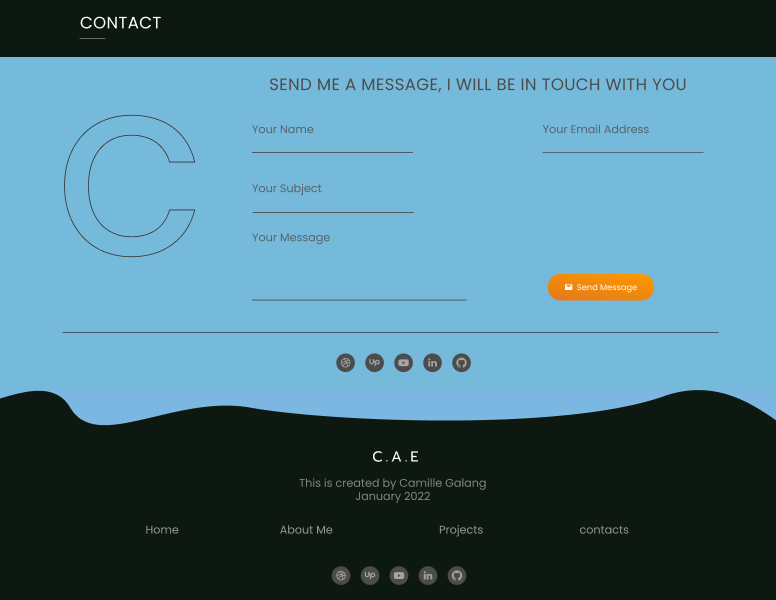 CONTACT
SEND ME A MESSAGE, I WILL BE IN TOUCH WITH YOU
C
Your Name
Your Email Address
Your Subject
Your Message
Send Message
C.A.E
This is created by Camille Galang
January 2022
Home
About Me
Projects
contacts